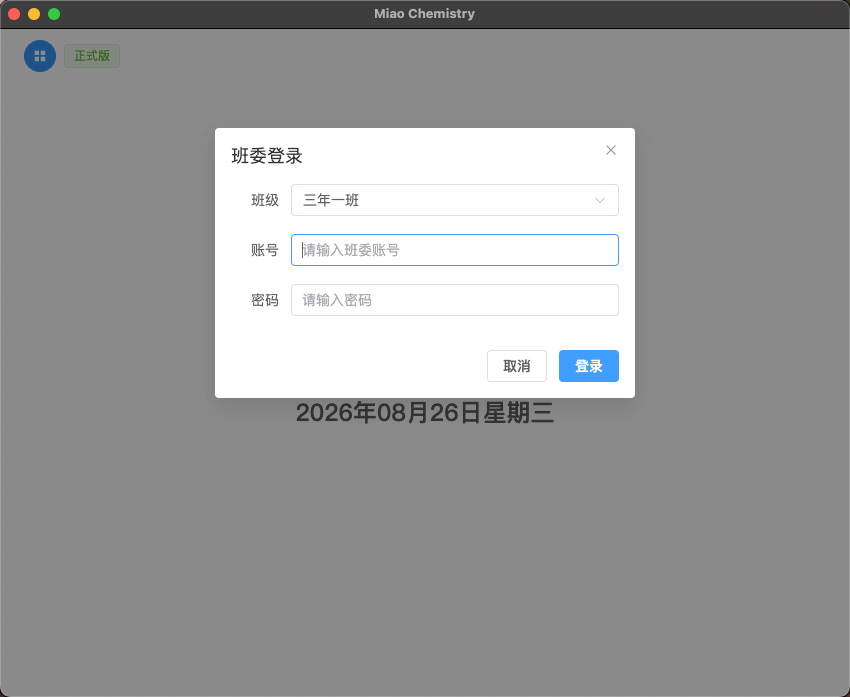 Miao Chemistry
正式版
班委登录
班级 三年一班
账号 请输入班委账号
密码 请输入密码
取消 登录
2026年08月26日星期三